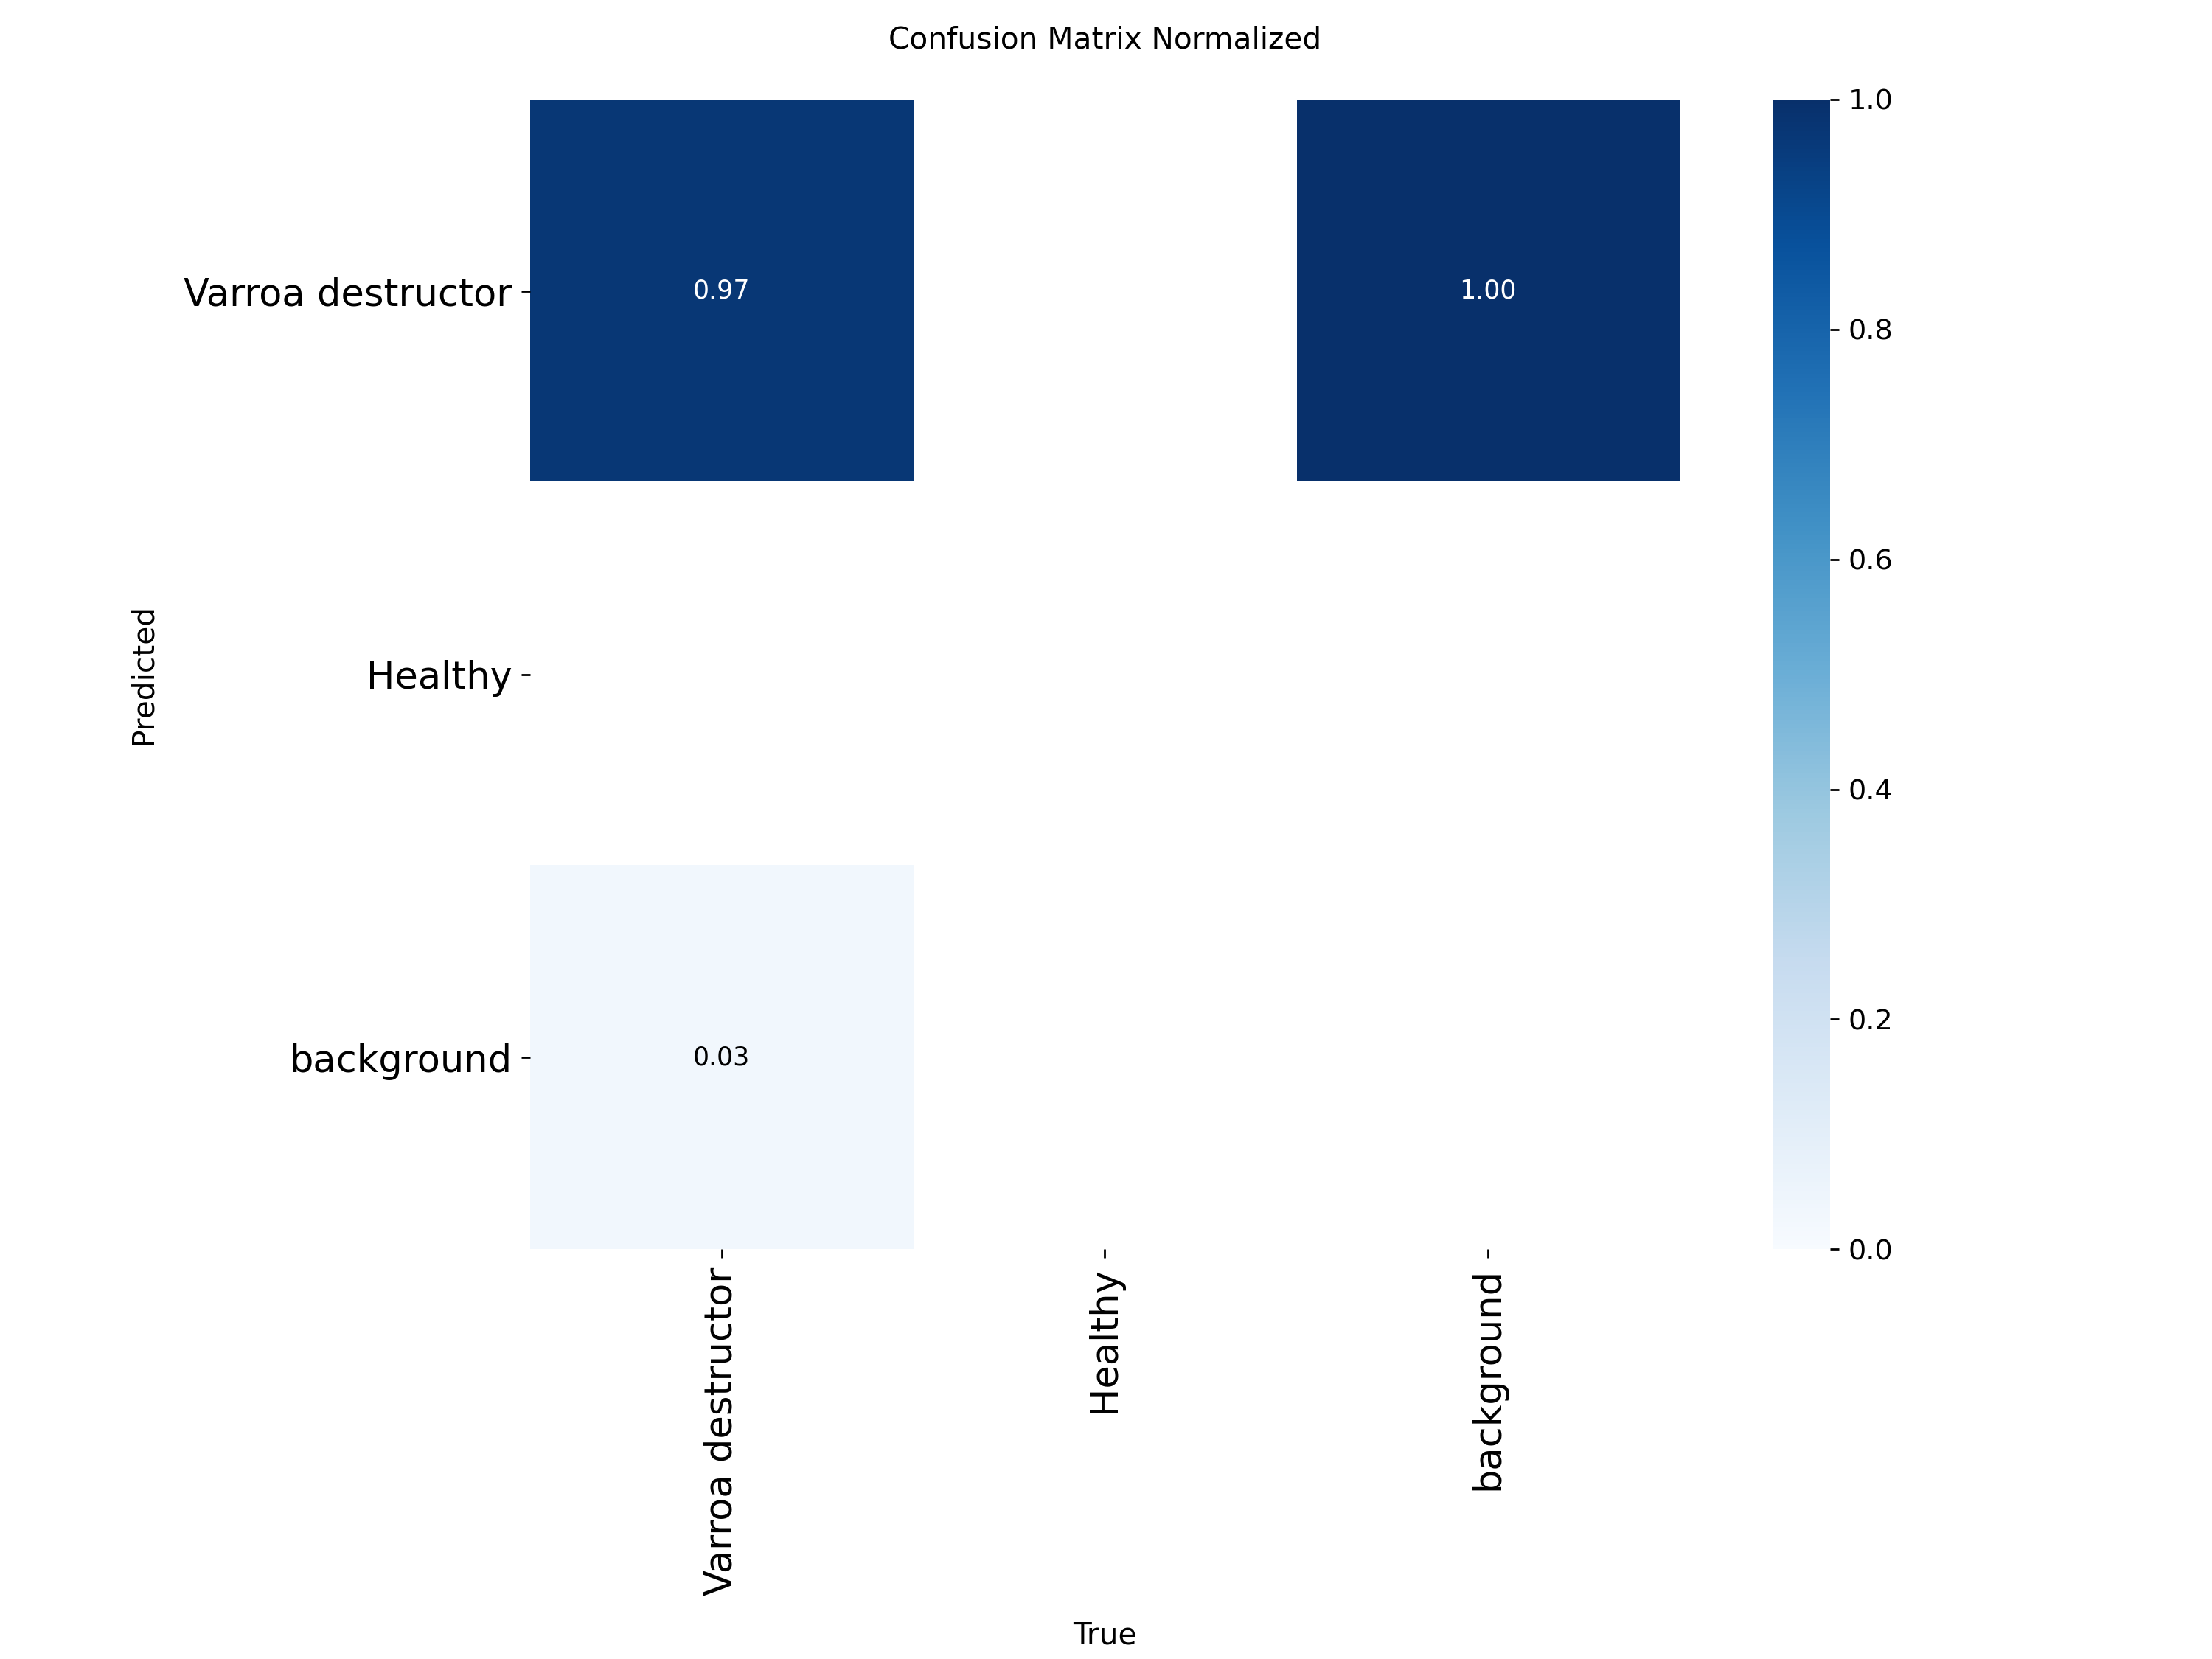 Confusion Matrix Normalized
Predicted
Varroa destructor
Healthy
background
0.97
1.00
0.03
Varroa destructor
Healthy
background
True
1.0
0.8
0.6
0.4
0.2
0.0